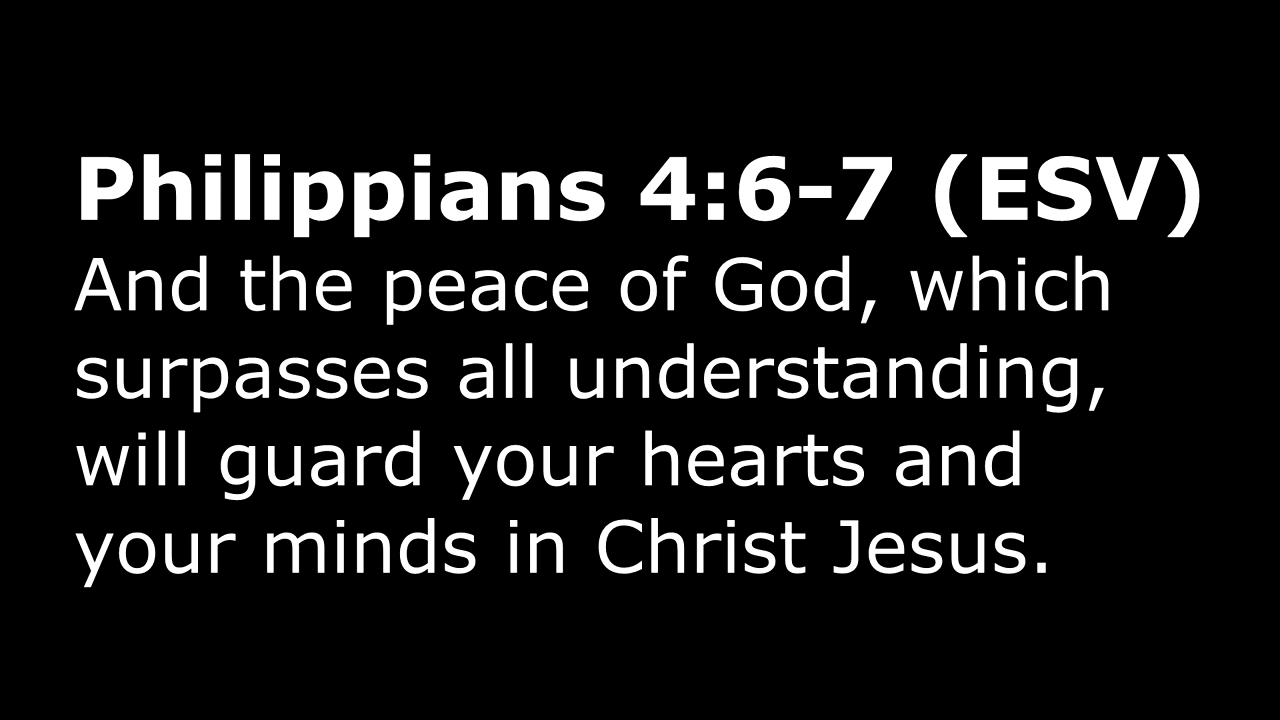 Philippians 4:6-7 (ESV)
And the peace of God, which
surpasses all understanding,
will guard your hearts and
your minds in Christ Jesus.